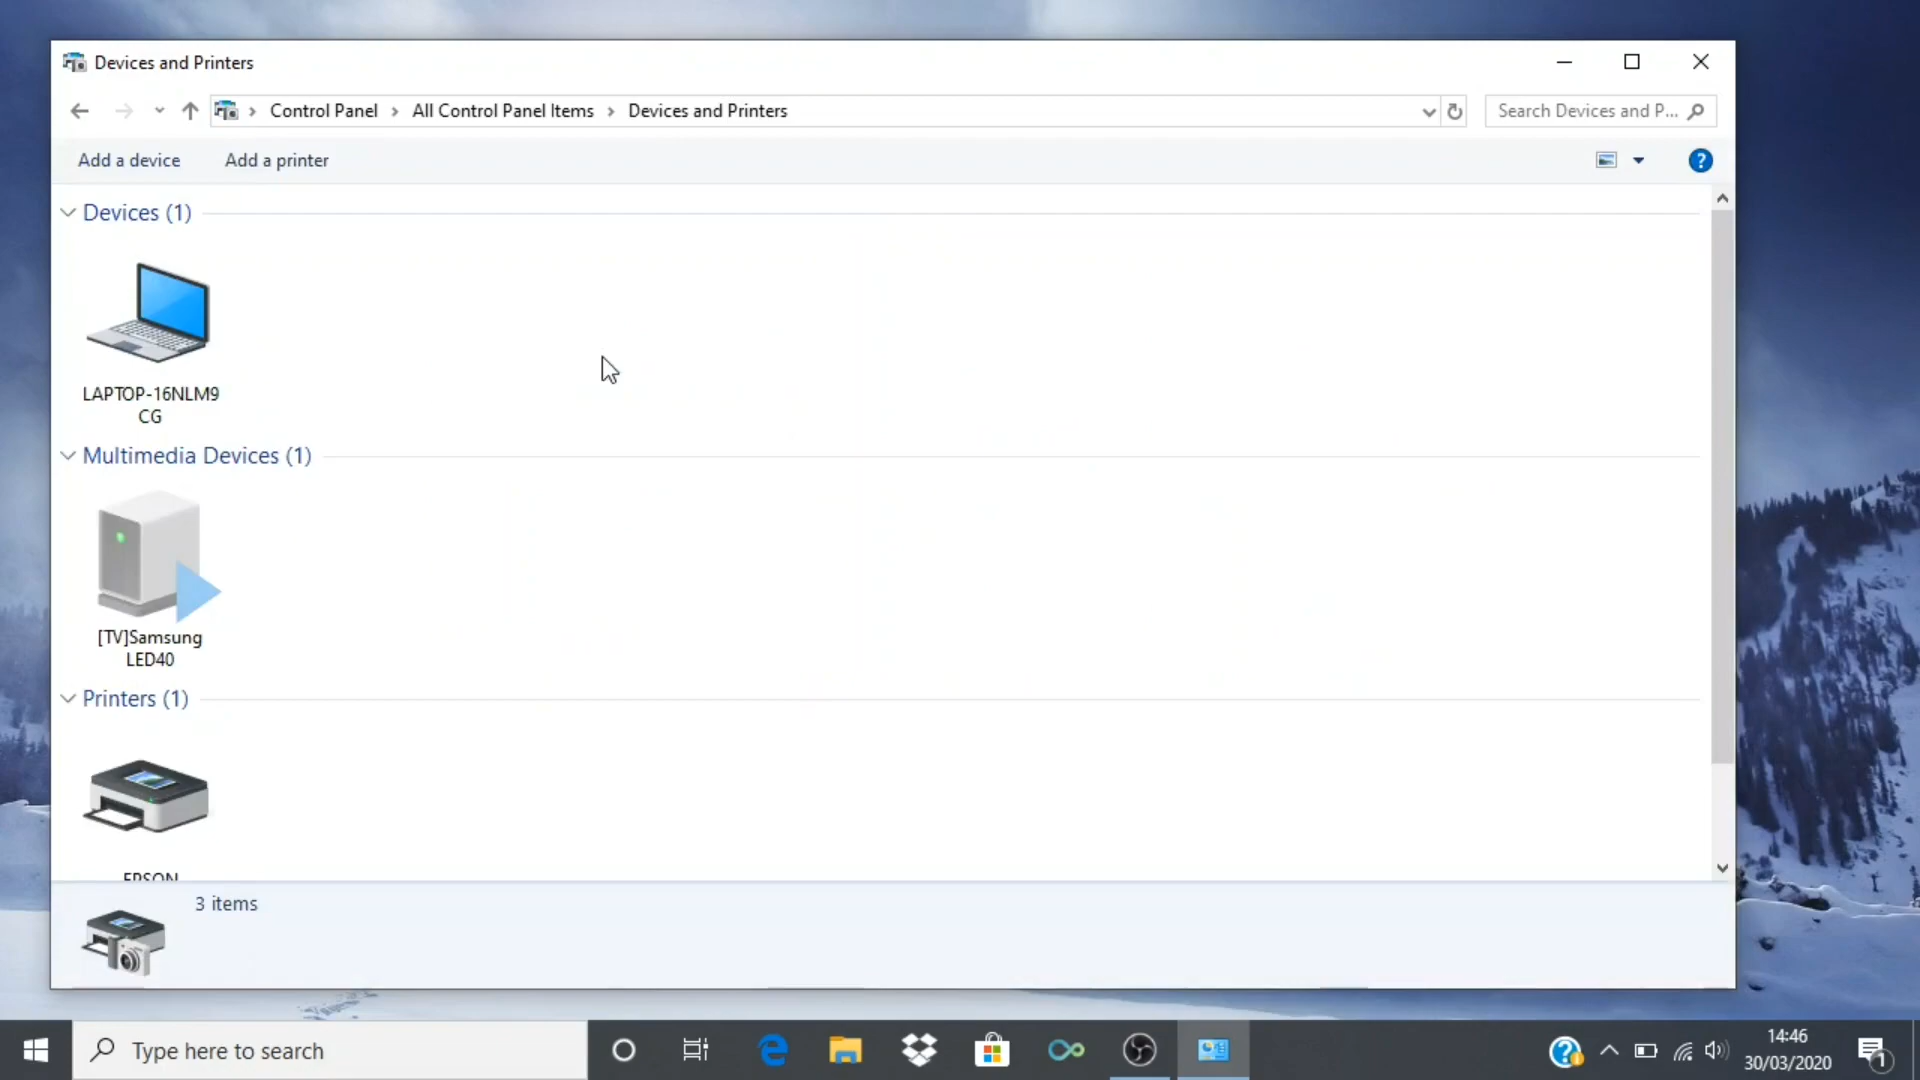 Devices and Printers
Control Panel > All Control Panel Items > Devices and Printers
Search Devices and P...
Add a device Add a printer
Devices (1)
LAPTOP-16NLM9
CG
Multimedia Devices (1)
[TV]Samsung
LED40
Printers (1)
EPSON
3 items
Type here to search
14:46
30/03/2020
1